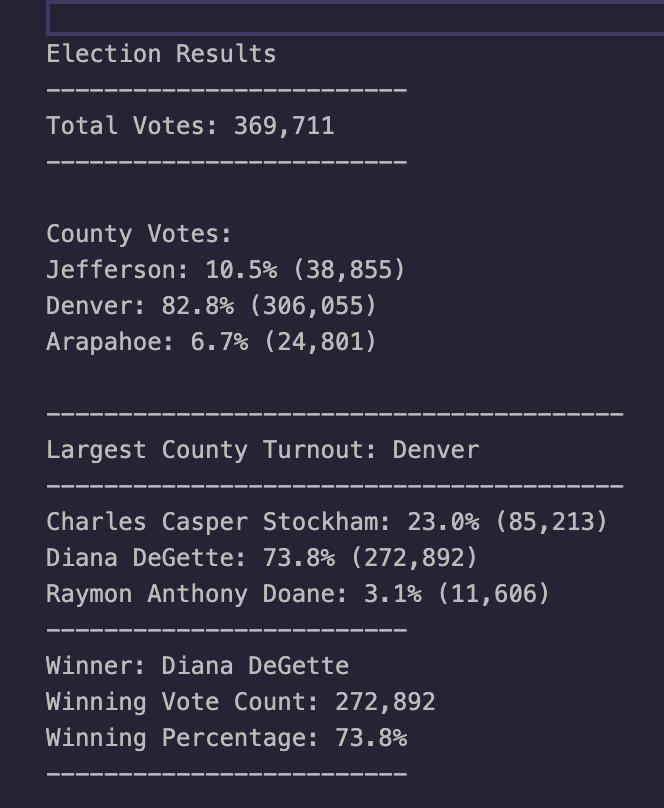 Election Results
-------------------------
Total Votes: 369,711
-------------------------
County Votes:
Jefferson: 10.5% (38,855)
Denver: 82.8% (306,055)
Arapahoe: 6.7% (24,801)
----------------------------------------
Largest County Turnout: Denver
----------------------------------------
Charles Casper Stockham: 23.0% (85,213)
Diana DeGette: 73.8% (272,892)
Raymon Anthony Doane: 3.1% (11,606)
-------------------------
Winner: Diana DeGette
Winning Vote Count: 272,892
Winning Percentage: 73.8%
-------------------------